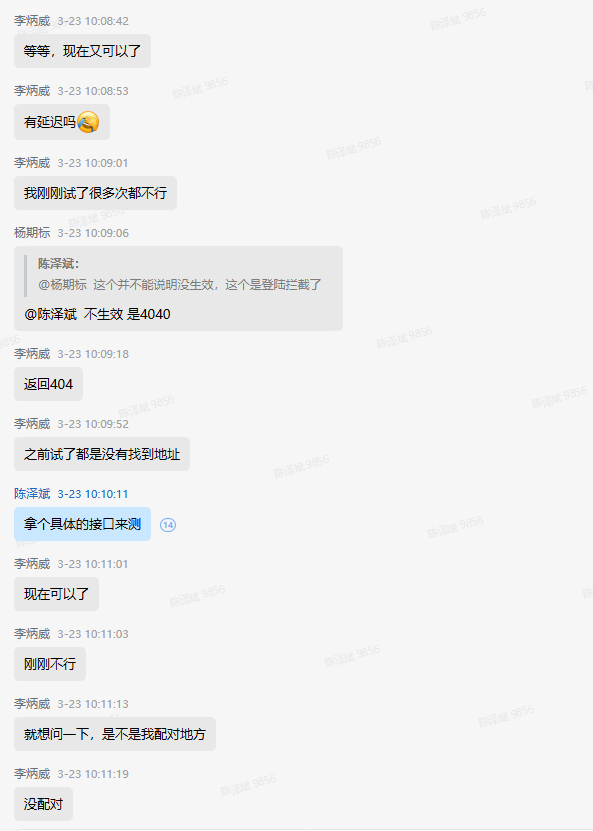 李炳威 3-23 10:08:42
等等，现在又可以了
李炳威 3-23 10:08:53
有延迟吗
李炳威 3-23 10:09:01
我刚刚试了很多次都不行
杨期标 3-23 10:09:06
陈泽斌：
@杨期标 这个并不能说明没生效，这个是登陆拦截了
@陈泽斌 不生效 是4040
李炳威 3-23 10:09:18
返回404
李炳威 3-23 10:09:52
之前试了都是没有找到地址
陈泽斌 3-23 10:10:11
拿个具体的接口来测
14
李炳威 3-23 10:11:01
现在可以了
李炳威 3-23 10:11:03
刚刚不行
李炳威 3-23 10:11:13
就想问一下，是不是我配对地方
李炳威 3-23 10:11:19
没配对
陈泽斌 9856